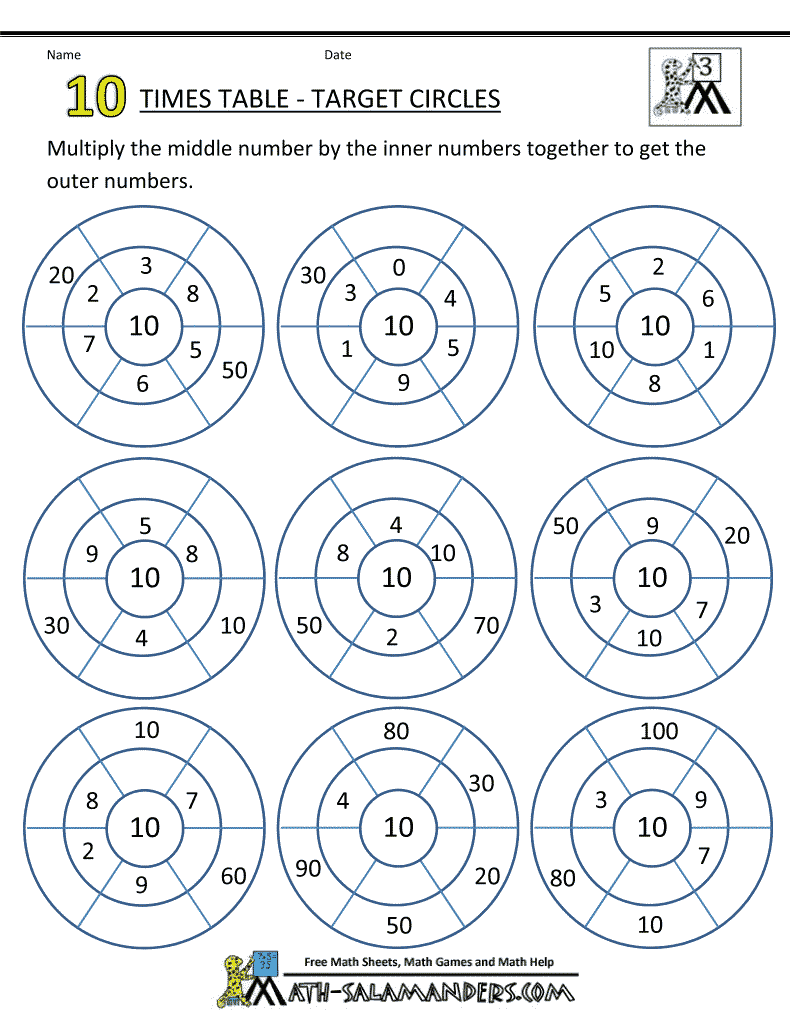 Name Date
3
10 TIMES TABLE - TARGET CIRCLES
Multiply the middle number by the inner numbers together to get the
outer numbers.
20 2 3 8 10 7 6 5 50
30 3 0 4 10 1 9 5
5 2 6 10 10 8 1
9 5 8 10 30 4 10
8 4 10 10 50 2 70
50 9 20 10 3 10 7
10 8 7 10 2 9 60
80 4 30 10 90 50 20
100 3 9 10 7 80 10
Free Math Sheets, Math Games and Math Help
MATH-SALAMANDERS.COM